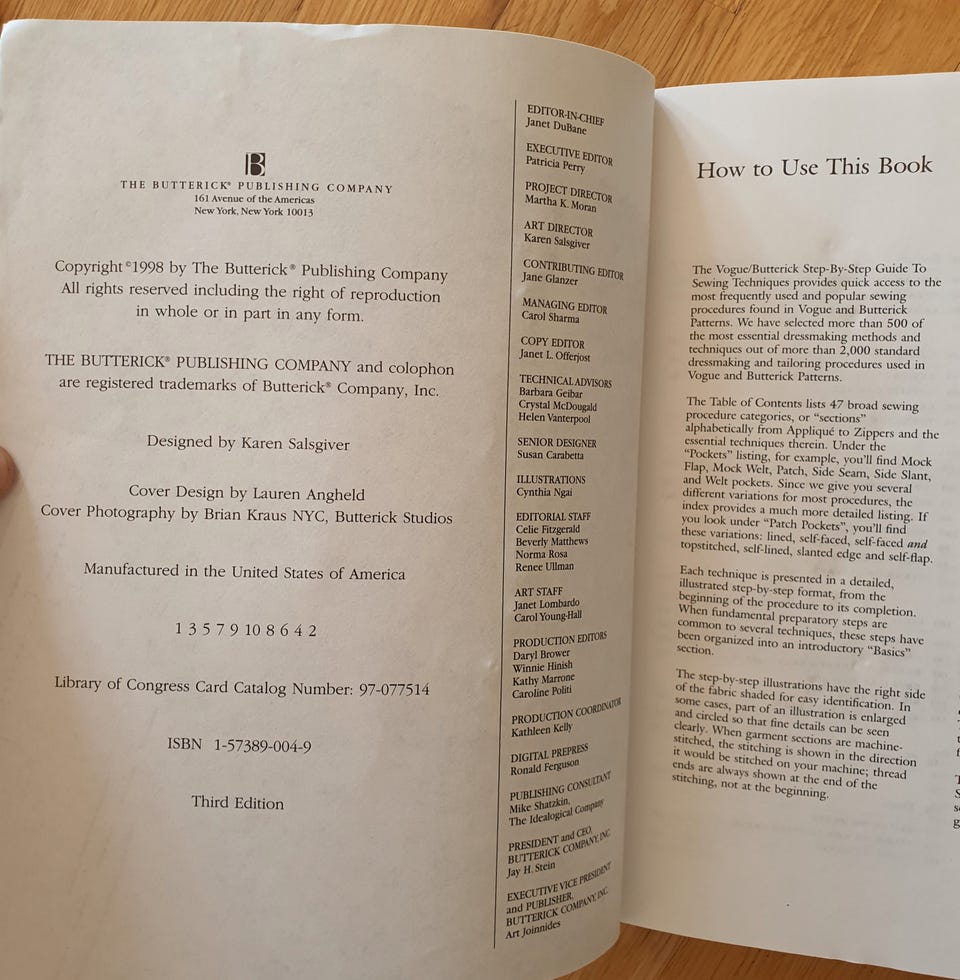 B
THE BUTTERICK® PUBLISHING COMPANY
161 Avenue of the Americas
New York, New York 10013
Copyright ©1998 by The Butterick® Publishing Company
All rights reserved including the right of reproduction
in whole or in part in any form.
THE BUTTERICK® PUBLISHING COMPANY and colophon
are registered trademarks of Butterick® Company, Inc.
Designed by Karen Salsgiver
Cover Design by Lauren Angheld
Cover Photography by Brian Kraus NYC, Butterick Studios
Manufactured in the United States of America
1 3 5 7 9 10 8 6 4 2
Library of Congress Card Catalog Number: 97-077514
ISBN 1-57389-004-9
Third Edition
EDITOR-IN-CHIEF
Janet DuBane
EXECUTIVE EDITOR
Patricia Perry
PROJECT DIRECTOR
Martha K. Moran
ART DIRECTOR
Karen Salsgiver
CONTRIBUTING EDITOR
Jane Glanzer
MANAGING EDITOR
Carol Sharma
COPY EDITOR
Janet L. Offerjost
TECHNICAL ADVISORS
Barbara Geibar
Crystal McDougald
Helen Vanterpool
SENIOR DESIGNER
Susan Carabetta
ILLUSTRATIONS
Cynthia Ngai
EDITORIAL STAFF
Celie Fitzgerald
Beverly Matthews
Norma Rosa
Renee Ullman
ART STAFF
Janet Lombardo
Carol Young-Hall
PRODUCTION EDITORS
Daryl Brower
Winnie Hinish
Kathy Marrone
Caroline Politi
PRODUCTION COORDINATOR
Kathleen Kelly
DIGITAL PREPRESS
Ronald Ferguson
PUBLISHING CONSULTANT
Mike Shatzkin,
The Idealogical Company
PRESIDENT and CEO,
BUTTERICK COMPANY, INC
Jay H. Stein
EXECUTIVE VICE PRESIDENT
and PUBLISHER,
BUTTERICK COMPANY, INC.
Art Joinnides
How to Use This Book
The Vogue/Butterick Step-By-Step Guide To
Sewing Techniques provides quick access to the
most frequently used and popular sewing
procedures found in Vogue and Butterick
Patterns. We have selected more than 500 of
the most essential dressmaking methods and
techniques out of more than 2,000 standard
dressmaking and tailoring procedures used in
Vogue and Butterick Patterns.
The Table of Contents lists 47 broad sewing
procedure categories, or “sections”
alphabetically from Appliqué to Zippers and the
essential techniques therein. Under the
“Pockets” listing, for example, you’ll find Mock
Flap, Mock Welt, Patch, Side Seam, Side Slant,
and Welt pockets. Since we give you several
different variations for most procedures, the
index provides a much more detailed listing. If
you look under “Patch Pockets”, you’ll find
these variations: lined, self-faced, self-faced and
topstitched, self-lined, slanted edge and self-flap.
Each technique is presented in a detailed,
illustrated step-by-step format, from the
beginning of the procedure to its completion.
When fundamental preparatory steps are
common to several techniques, these steps have
been organized into an introductory “Basics”
section.
The step-by-step illustrations have the right side
of the fabric shaded for easy identification. In
some cases, part of an illustration is enlarged
and circled so that fine details can be seen
clearly. When garment sections are machine-
stitched, the stitching is shown in the direction
it would be stitched on your machine; thread
ends are always shown at the end of the
stitching, not at the beginning.